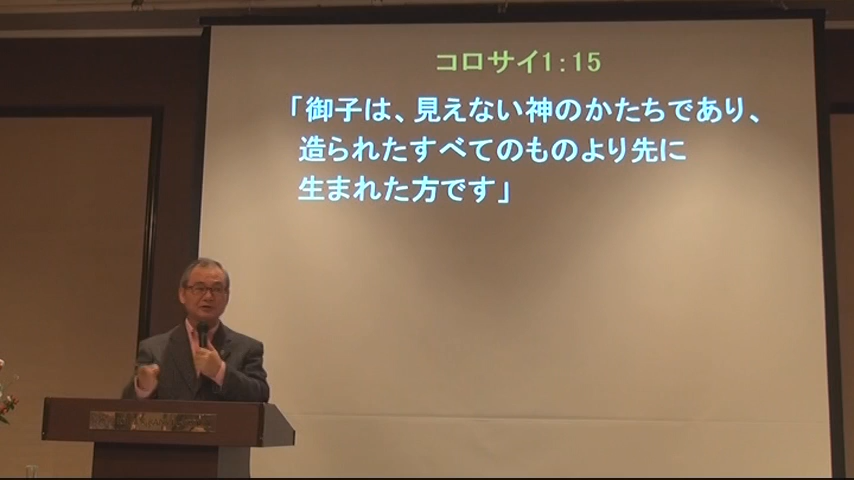 コロサイ1:15
「御子は、見えない神のかたちであり、
造られたすべてのものより先に
生まれた方です」